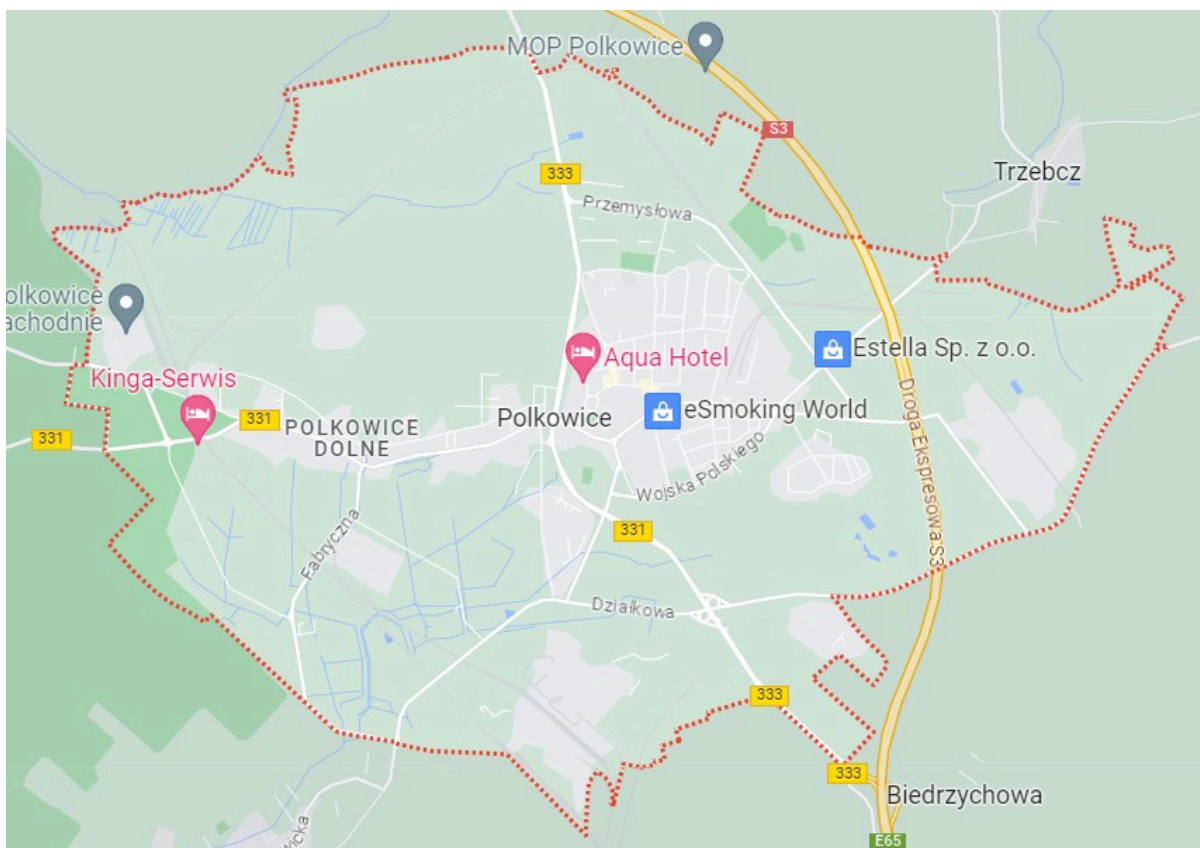 MOP Polkowice
S3
333
Trzebcz
Przemysłowa
olkowice
achodnie
Estella Sp. z o.o.
Aqua Hotel
Kinga-Serwis
eSmoking World
331
POLKOWICE
DOLNE
Polkowice
331
Droga Ekspresowa S3
Wojska Polskiego
331
Fabryczna
Działkowa
333
333
Biedrzychowa
wicka
E65